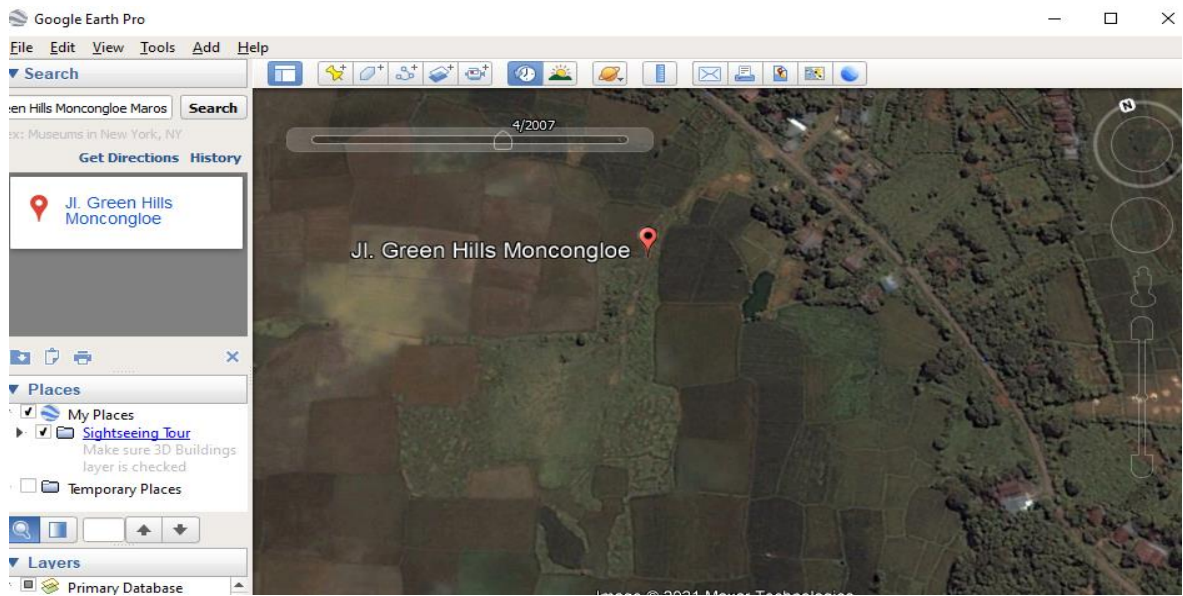 Google Earth Pro
File Edit View Tools Add Help
Search
een Hills Moncongloe Maros Search
ex: Museums in New York, NY
Get Directions History
Jl. Green Hills
Moncongloe
4/2007
N
Jl. Green Hills Moncongloe
Places
My Places
Sightseeing Tour
Make sure 3D Buildings
layer is checked
Temporary Places
Layers
Primary Database
Image © 2021 Maxar Technologies